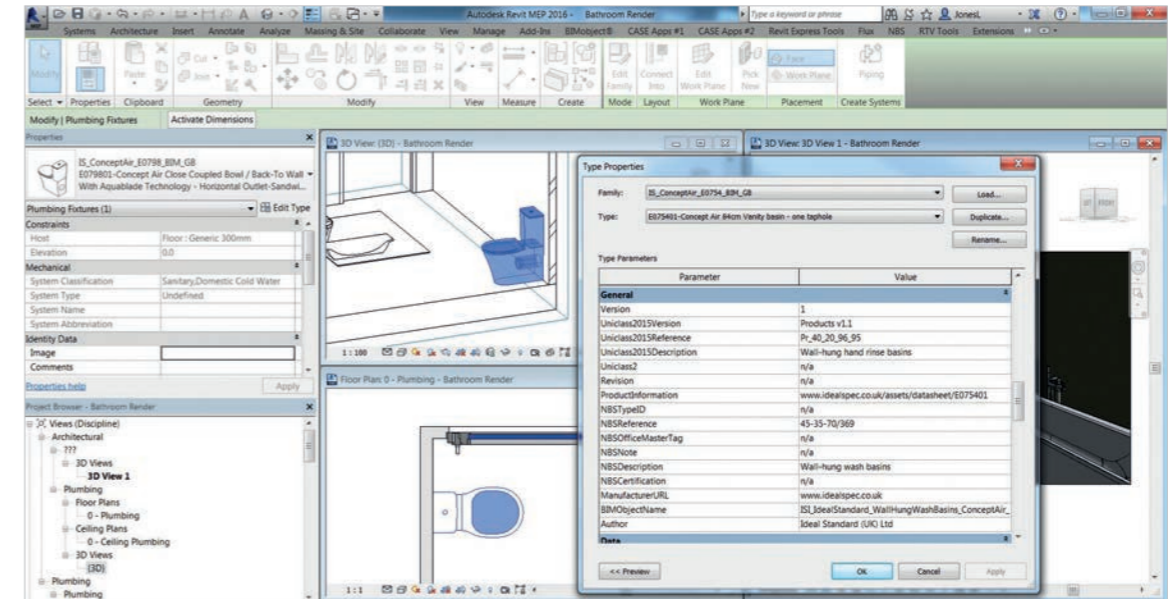 Autodesk Revit MEP 2016 - Bathroom Render
Type a keyword or phrase
JonesL
Systems Architecture Insert Annotate Analyze Massing & Site Collaborate View Manage Add-Ins BIMobject® CASE Apps #1 CASE Apps #2 Revit Express Tools Flux NBS RTV Tools Extensions
Modify
Paste
Cut
Join
Edit Family
Connect Into
Edit Work Plane
Pick New
Face
Work Plane
Piping
Select Properties Clipboard Geometry Modify View Measure Create Mode Layout Work Plane Placement Create Systems
Modify | Plumbing Fixtures Activate Dimensions
Properties
IS_ConceptAir_E0798_BIM_GB
E079801-Concept Air Close Coupled Bowl / Back-To Wall
With Aquablade Technology - Horizontal Outlet-Sandwi...
Plumbing Fixtures (1) Edit Type
Constraints
Host Floor : Generic 300mm
Elevation 0.0
Mechanical
System Classification Sanitary,Domestic Cold Water
System Type Undefined
System Name
System Abbreviation
Identity Data
Image
Comments
Properties help Apply
Project Browser - Bathroom Render
Views (Discipline)
Architectural
???
3D Views
3D View 1
Plumbing
Floor Plans
0 - Plumbing
Ceiling Plans
0 - Ceiling Plumbing
3D Views
{3D}
Plumbing
Plumbing
3D View: {3D} - Bathroom Render
1 : 100
Floor Plan: 0 - Plumbing - Bathroom Render
1 : 1
3D View: 3D View 1 - Bathroom Render
FRONT
Type Properties
Family: IS_ConceptAir_E0754_BIM_GB Load...
Type: E075401-Concept Air 84cm Vanity basin - one taphole Duplicate...
Rename...
Type Parameters
Parameter Value
General
Version 1
Uniclass2015Version Products v1.1
Uniclass2015Reference Pr_40_20_96_95
Uniclass2015Description Wall-hung hand rinse basins
Uniclass2 n/a
Revision n/a
ProductInformation www.idealspec.co.uk/assets/datasheet/E075401
NBSTypeID n/a
NBSReference 45-35-70/369
NBSOfficeMasterTag n/a
NBSNote n/a
NBSDescription Wall-hung wash basins
NBSCertification n/a
ManufacturerURL www.idealspec.co.uk
BIMObjectName ISI_IdealStandard_WallHungWashBasins_ConceptAir_
Author Ideal Standard (UK) Ltd
Data
<< Preview OK Cancel Apply